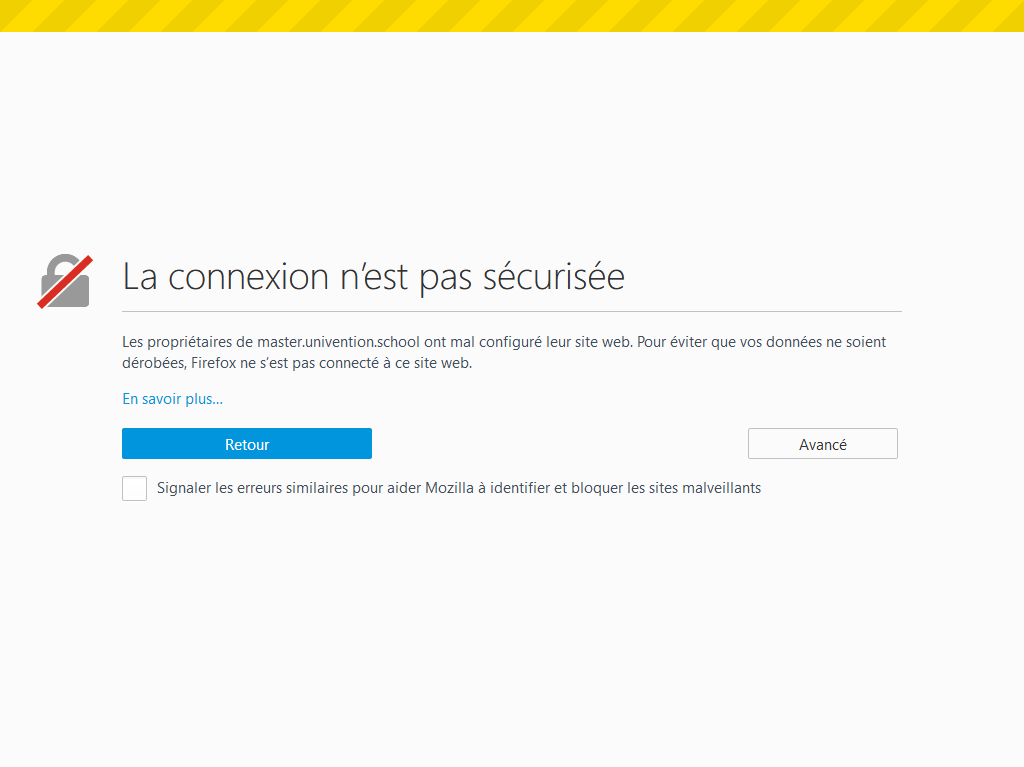 La connexion n’est pas sécurisée
Les propriétaires de master.univention.school ont mal configuré leur site web. Pour éviter que vos données ne soient
dérobées, Firefox ne s’est pas connecté à ce site web.
En savoir plus…
Retour
Avancé
Signaler les erreurs similaires pour aider Mozilla à identifier et bloquer les sites malveillants